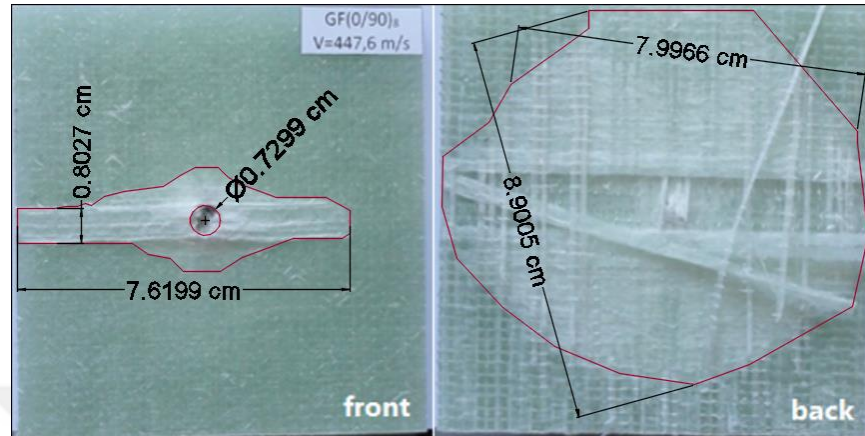 GF(0/90)₈
V=447,6 m/s
0.8027 cm
Ø0.7299 cm
7.6199 cm
front
7.9966 cm
8.9005 cm
back